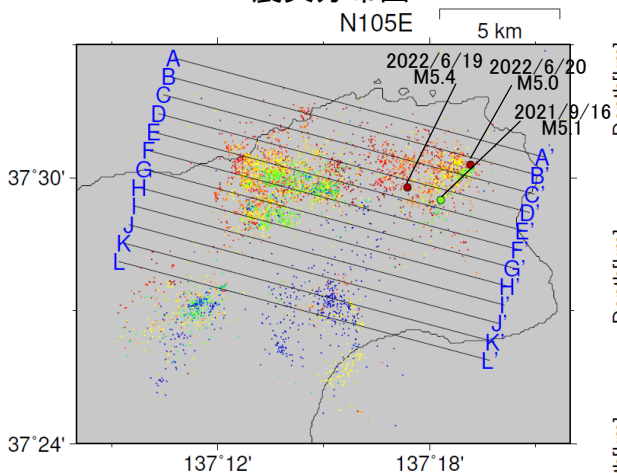 N105E
5 km
2022/6/19
M5.4
2022/6/20
M5.0
2021/9/16
M5.1
A
B
C
D
E
F
G
H
I
J
K
L
A'
B'
C'
D'
E'
F'
G'
H'
I'
J'
K'
L'
37°30'
37°24'
137°12'
137°18'